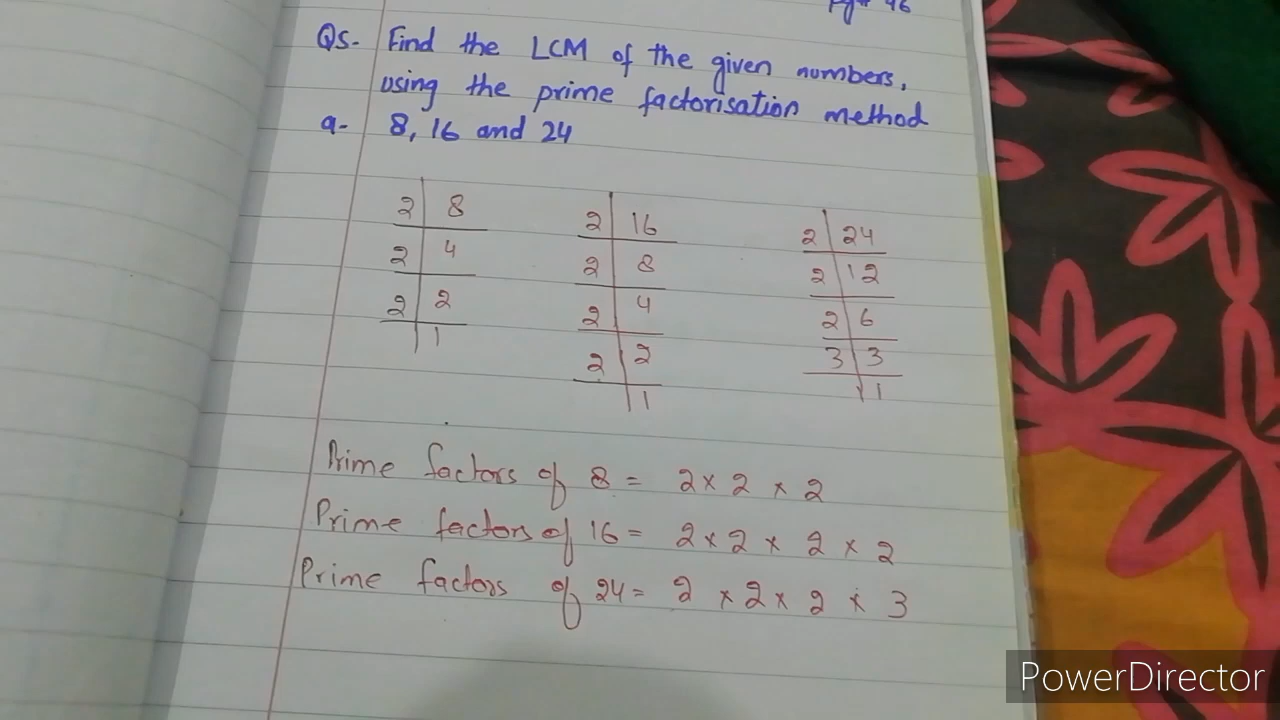 Pg# 46
Q5- Find the LCM of the given numbers,
using the prime factorisation method
a- 8, 16 and 24
2 8
2 4
2 2
1
2 16
2 8
2 4
2 2
1
2 24
2 12
2 6
3 3
1
Prime factors of 8 = 2 × 2 × 2
Prime factors of 16 = 2 × 2 × 2 × 2
Prime factors of 24 = 2 × 2 × 2 × 3
PowerDirector